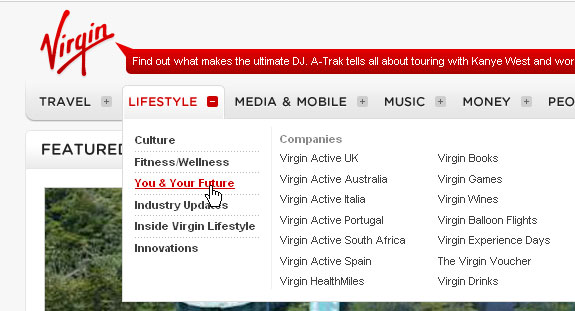 Virgin
Find out what makes the ultimate DJ. A-Trak tells all about touring with Kanye West and wor
TRAVEL LIFESTYLE MEDIA & MOBILE MUSIC MONEY PEO
FEATURED
Culture
Fitness/Wellness
You & Your Future
Industry Updates
Inside Virgin Lifestyle
Innovations
Companies
Virgin Active UK
Virgin Active Australia
Virgin Active Italia
Virgin Active Portugal
Virgin Active South Africa
Virgin Active Spain
Virgin HealthMiles
Virgin Books
Virgin Games
Virgin Wines
Virgin Balloon Flights
Virgin Experience Days
The Virgin Voucher
Virgin Drinks